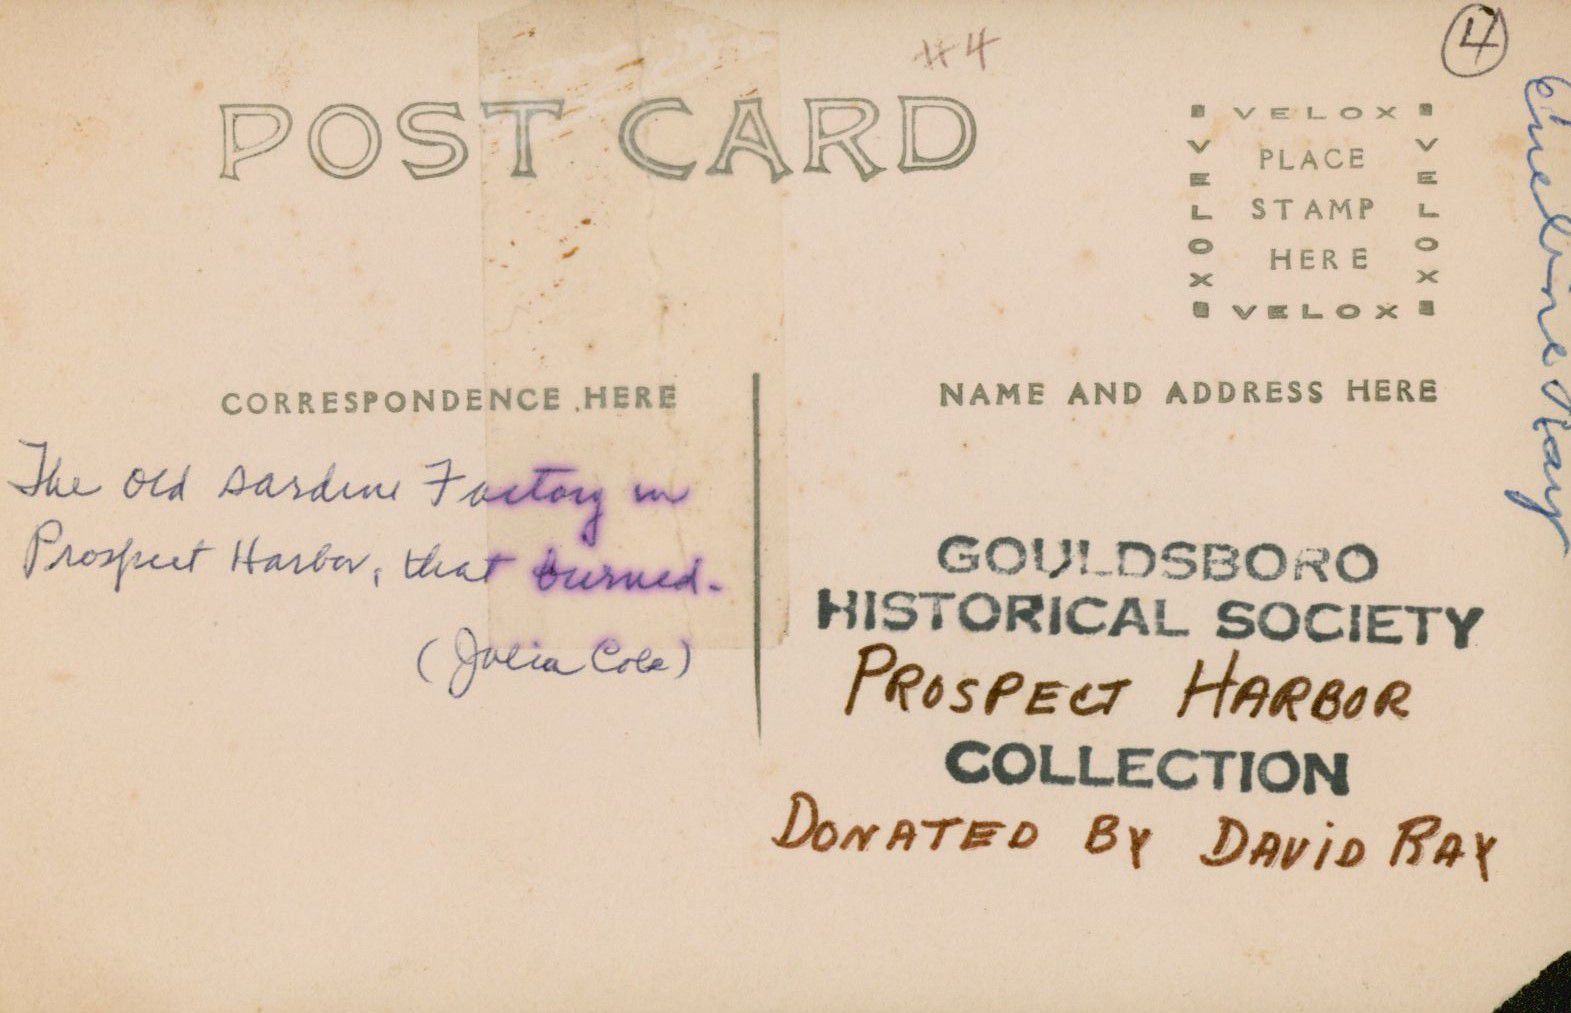 #4
4
POST CARD
VELOX
VELOX
PLACE
STAMP
HERE
VELOX
VELOX
CORRESPONDENCE HERE
NAME AND ADDRESS HERE
The Old Sardine Factory in
Prospect Harbor, that burned.
(Julia Cole)
GOULDSBORO
HISTORICAL SOCIETY
PROSPECT HARBOR
COLLECTION
DONATED BY DAVID RAY
Ray